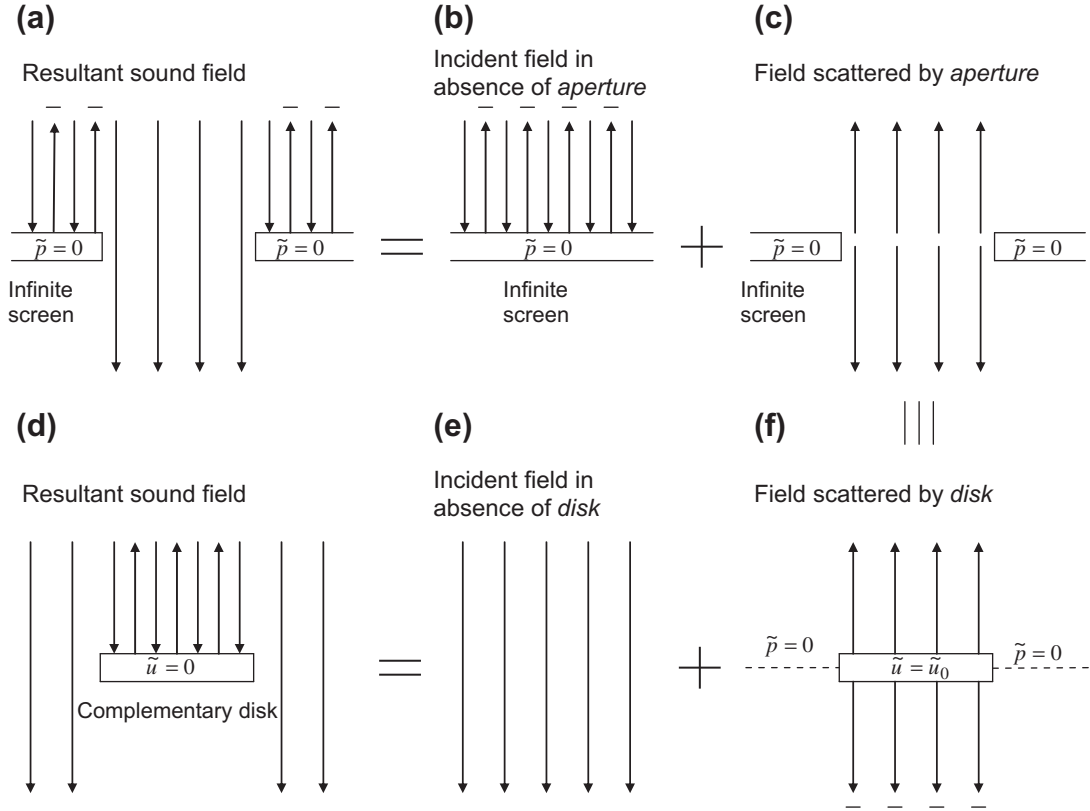 (a)
Resultant sound field
p̃ = 0
p̃ = 0
Infinite
screen
=
(b)
Incident field in
absence of aperture
p̃ = 0
Infinite
screen
+
(c)
Field scattered by aperture
p̃ = 0
p̃ = 0
Infinite
screen
(d)
Resultant sound field
ũ = 0
Complementary disk
=
(e)
Incident field in
absence of disk
+
(f)
Field scattered by disk
p̃ = 0
ũ = ũ₀
p̃ = 0